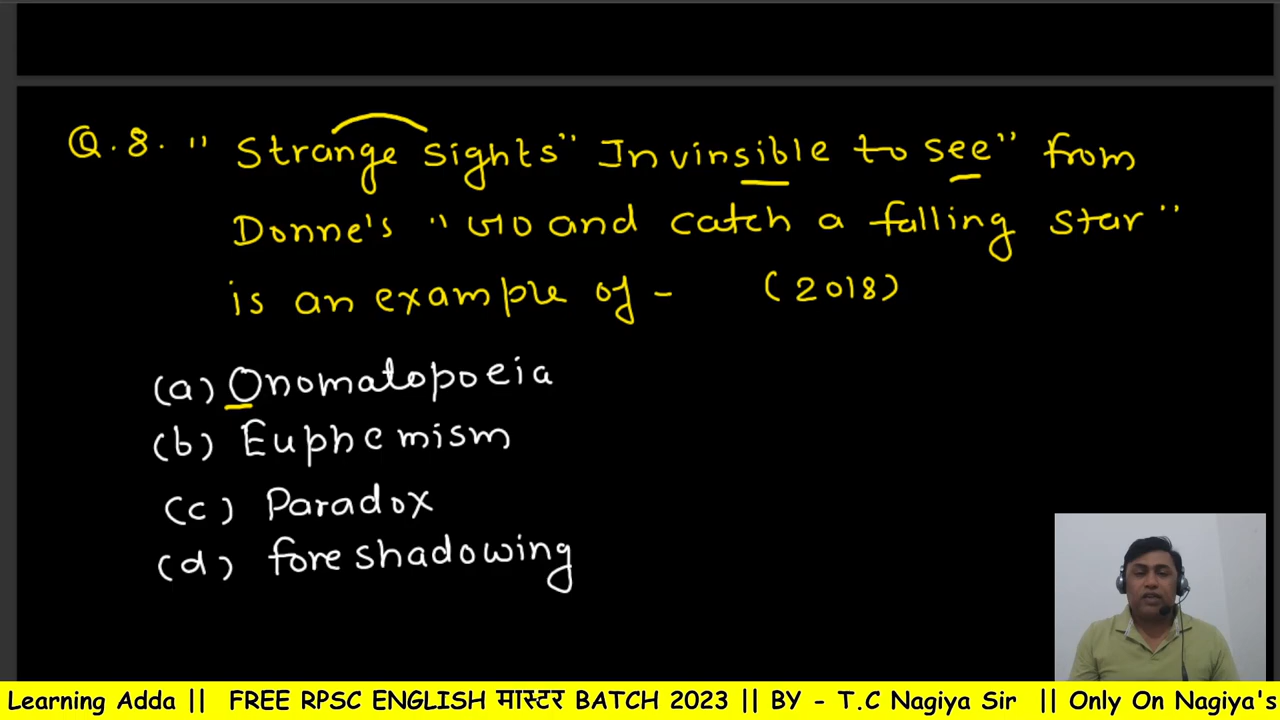 Q.8. " Strange sights" Invinsible to see" from
Donne's " Go and catch a falling star "
is an example of - (2018)
(a) Onomatopoeia
(b) Euphemism
(c) Paradox
(d) foreshadowing
Learning Adda || FREE RPSC ENGLISH मास्टर BATCH 2023 || BY - T.C Nagiya Sir || Only On Nagiya's